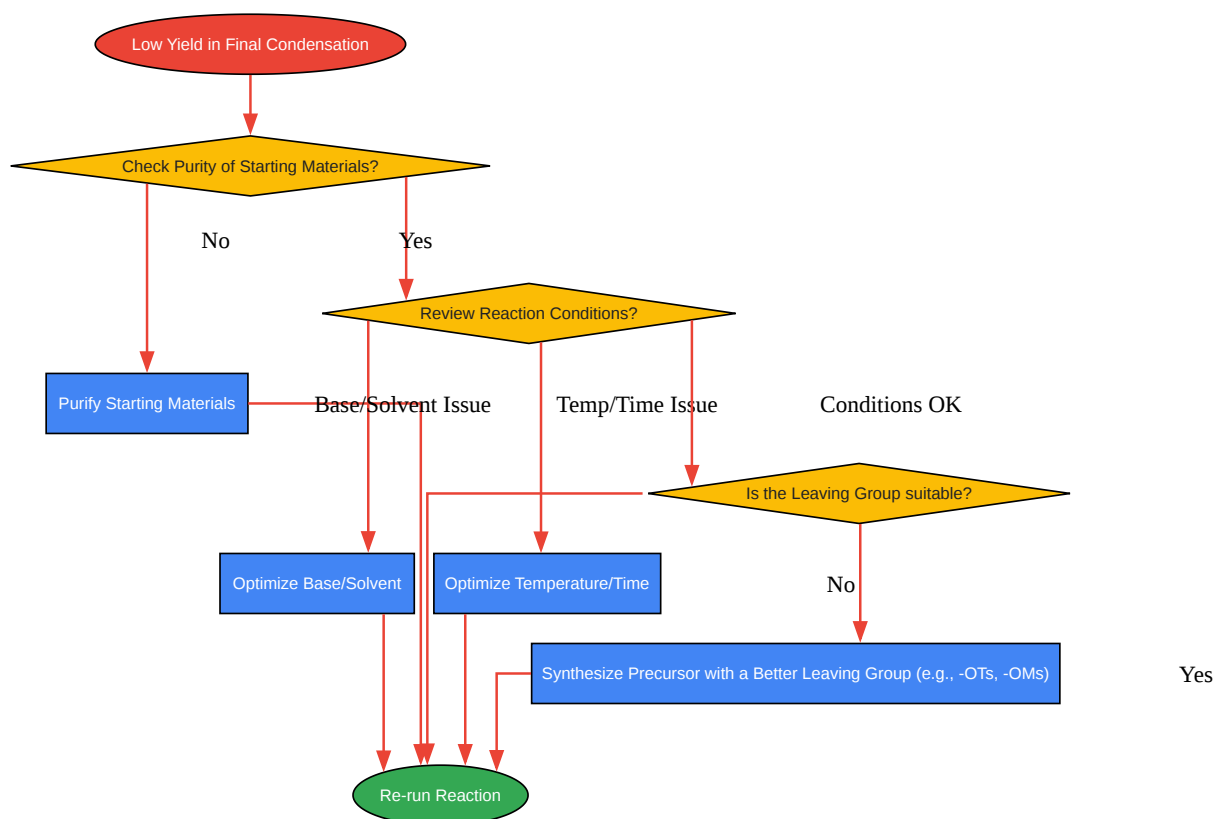 Low Yield in Final Condensation
Check Purity of Starting Materials?
No
Yes
Review Reaction Conditions?
Purify Starting Materials
Base/Solvent Issue
Temp/Time Issue
Conditions OK
Is the Leaving Group suitable?
Optimize Base/Solvent
Optimize Temperature/Time
No
Synthesize Precursor with a Better Leaving Group (e.g., -OTs, -OMs)
Yes
Re-run Reaction